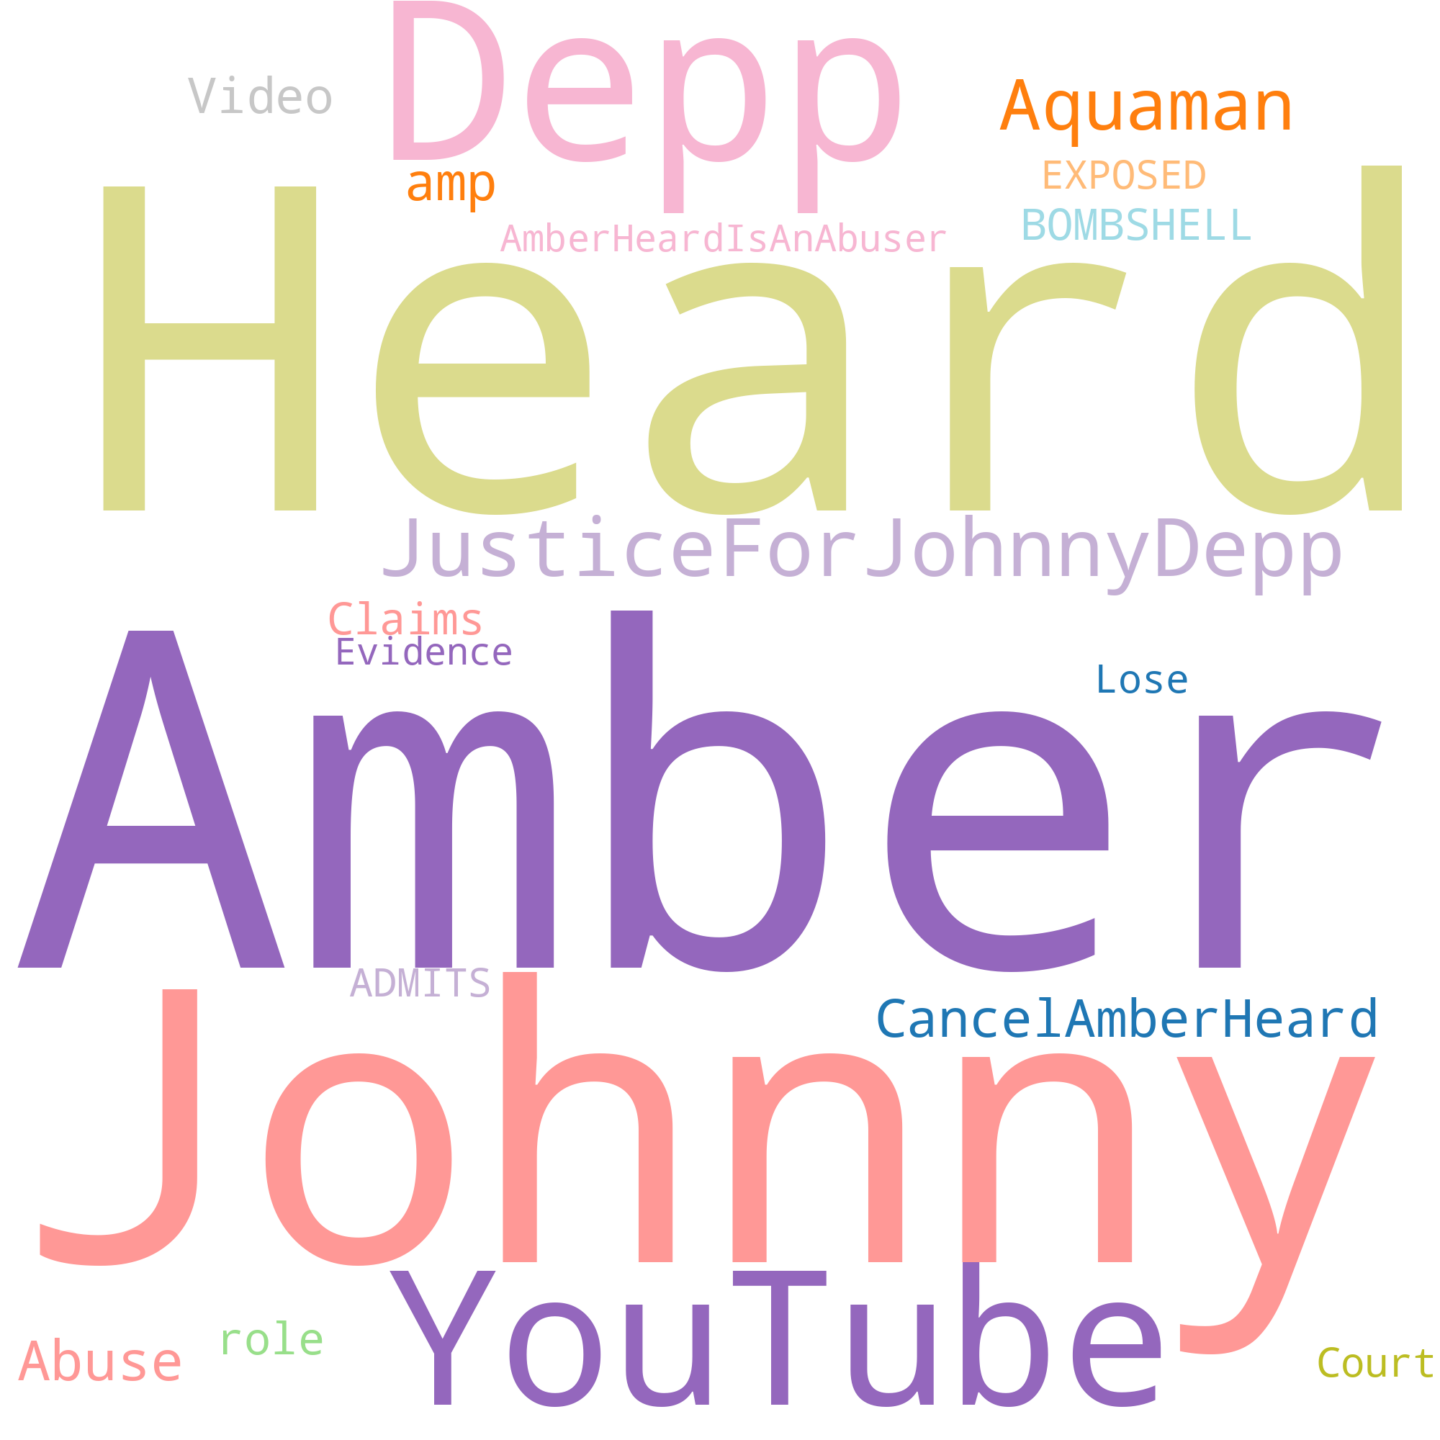 Depp
Video
Aquaman
amp
EXPOSED
BOMBSHELL
AmberHeardIsAnAbuser
Heard
JusticeForJohnnyDepp
Claims
Evidence
Lose
Amber
ADMITS
CancelAmberHeard
Johnny
YouTube
role
Abuse
Court